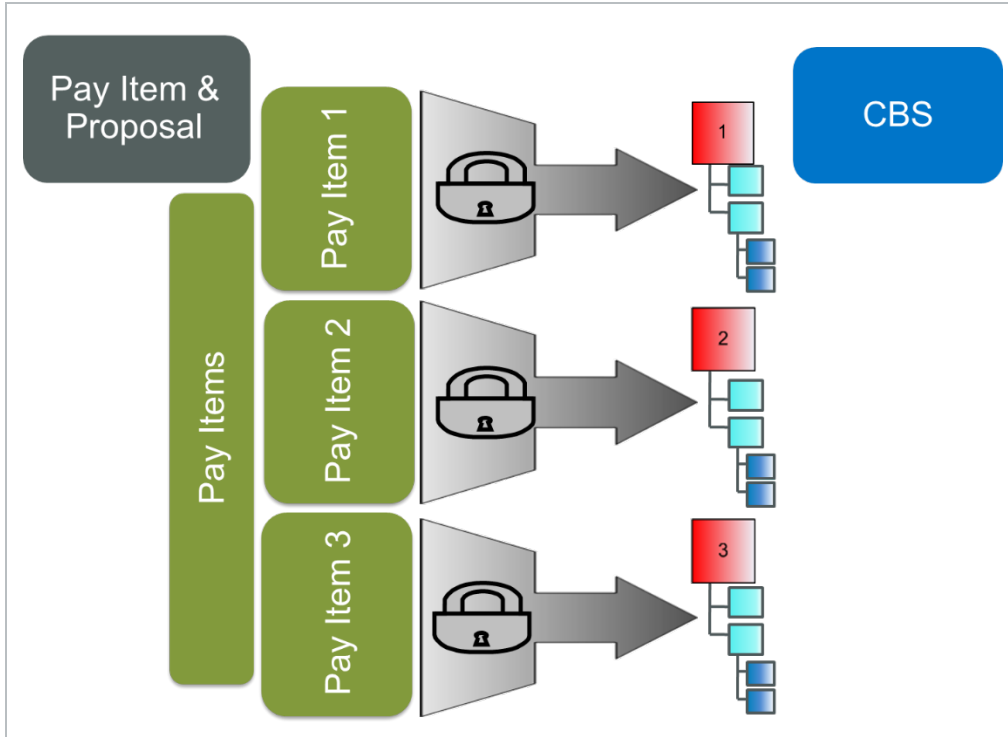 Pay Item &
Proposal
CBS
Pay Items
Pay Item 1
1
Pay Item 2
2
Pay Item 3
3